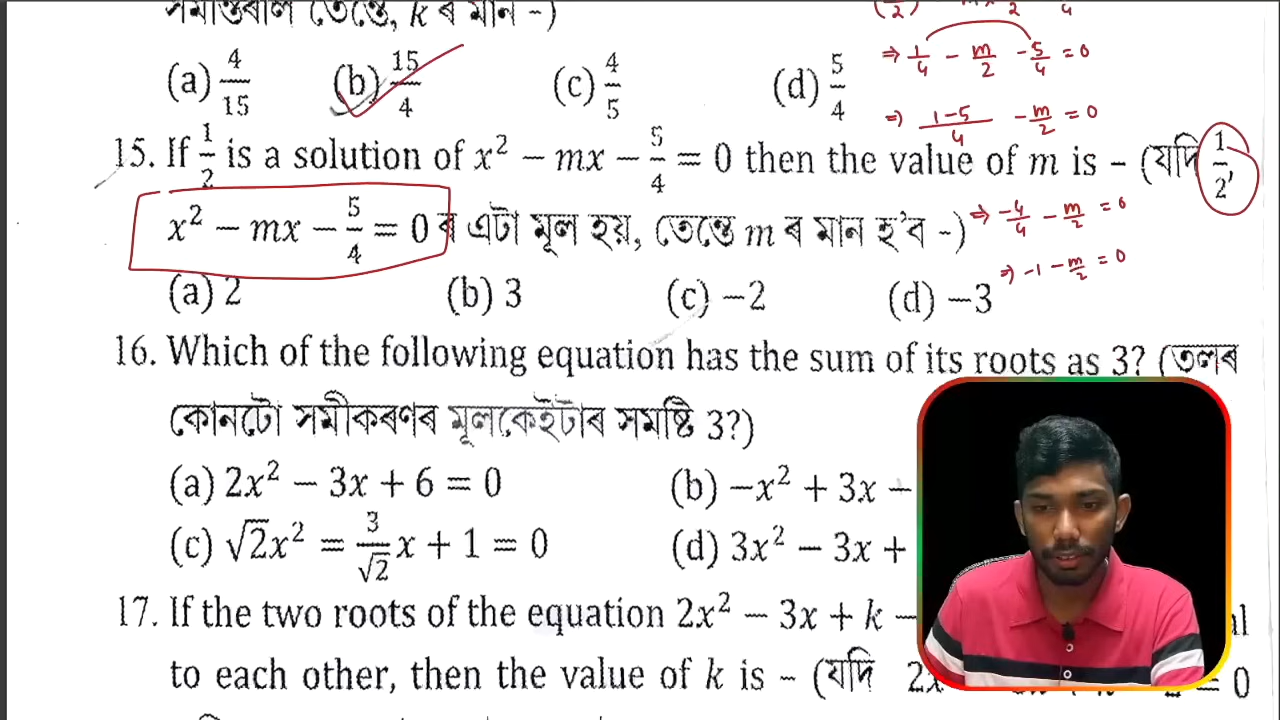 সমান্তৰাল তেন্তে, k ৰ মান -)
(a) 4/15 (b) 15/4 (c) 4/5 (d) 5/4
⇒ 1/4 - m/2 - 5/4 = 0
⇒ (1-5)/4 - m/2 = 0
15. If 1/2 is a solution of x² − mx − 5/4 = 0 then the value of m is - (যদি 1/2,
x² − mx − 5/4 = 0 ৰ এটা মূল হয়, তেন্তে m ৰ মান হ'ব -)
⇒ -4/4 - m/2 = 0
⇒ -1 - m/2 = 0
(a) 2 (b) 3 (c) −2 (d) −3
16. Which of the following equation has the sum of its roots as 3? (তলৰ
কোনটো সমীকৰণৰ মূলকেইটাৰ সমষ্টি 3?)
(a) 2x² − 3x + 6 = 0 (b) −x² + 3x −
(c) √2x² = 3/√2 x + 1 = 0 (d) 3x² − 3x +
17. If the two roots of the equation 2x² − 3x + k −
to each other, then the value of k is - (যদি 2x = 0